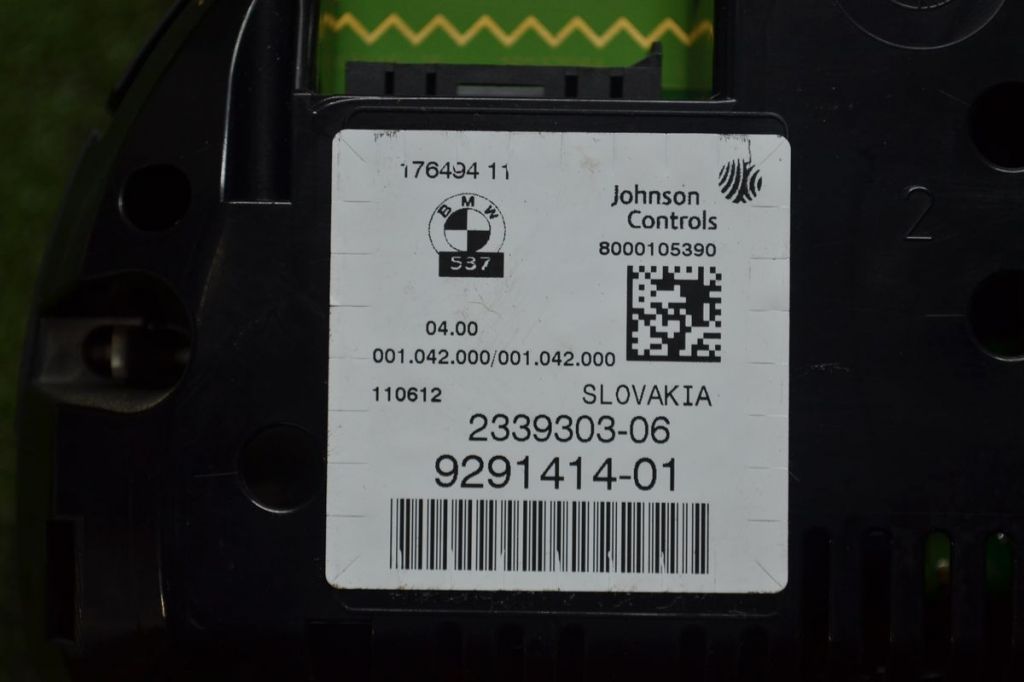 176494 11
BMW
537
Johnson
Controls
8000105390
04.00
001.042.000/001.042.000
110612
SLOVAKIA
2339303-06
9291414-01
2